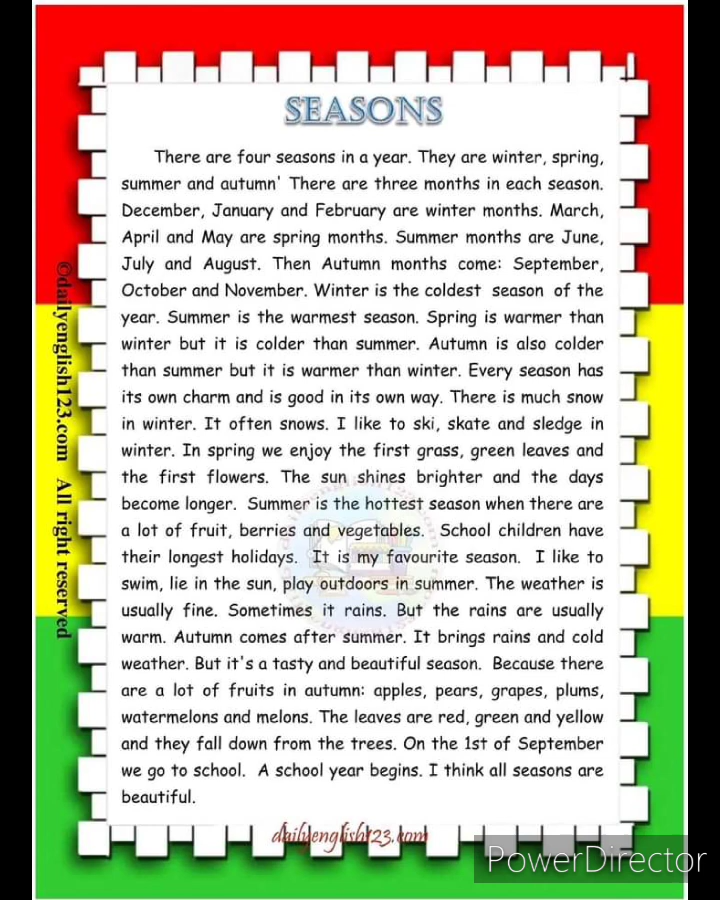 SEASONS
There are four seasons in a year. They are winter, spring,
summer and autumn' There are three months in each season.
December, January and February are winter months. March,
April and May are spring months. Summer months are June,
July and August. Then Autumn months come: September,
October and November. Winter is the coldest season of the
year. Summer is the warmest season. Spring is warmer than
winter but it is colder than summer. Autumn is also colder
than summer but it is warmer than winter. Every season has
its own charm and is good in its own way. There is much snow
in winter. It often snows. I like to ski, skate and sledge in
winter. In spring we enjoy the first grass, green leaves and
the first flowers. The sun shines brighter and the days
become longer. Summer is the hottest season when there are
a lot of fruit, berries and vegetables. School children have
their longest holidays. It is my favourite season. I like to
swim, lie in the sun, play outdoors in summer. The weather is
usually fine. Sometimes it rains. But the rains are usually
warm. Autumn comes after summer. It brings rains and cold
weather. But it's a tasty and beautiful season. Because there
are a lot of fruits in autumn: apples, pears, grapes, plums,
watermelons and melons. The leaves are red, green and yellow
and they fall down from the trees. On the 1st of September
we go to school. A school year begins. I think all seasons are
beautiful.
©dailyenglish123.com All right reserved
dailyenglish123.com
PowerDirector